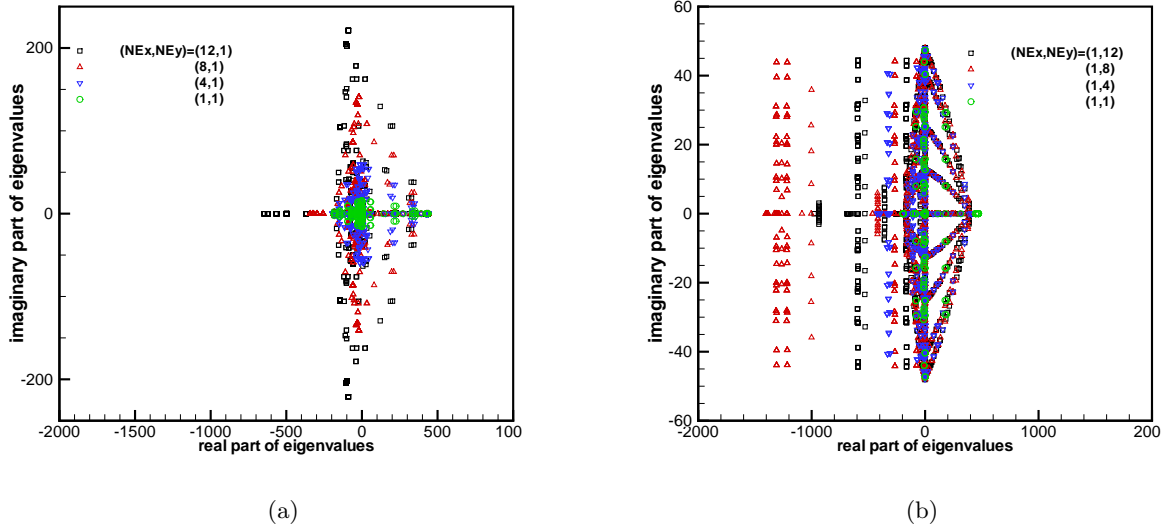 200
0
-200
imaginary part of eigenvalues
(NEx,NEy)=(12,1)
(8,1)
(4,1)
(1,1)
-2000 -1500 -1000 -500 0 500 1000
real part of eigenvalues
(a)
60
40
20
0
-20
-40
-60
imaginary part of eigenvalues
(NEx,NEy)=(1,12)
(1,8)
(1,4)
(1,1)
-2000 -1000 0 1000 200
real part of eigenvalues
(b)